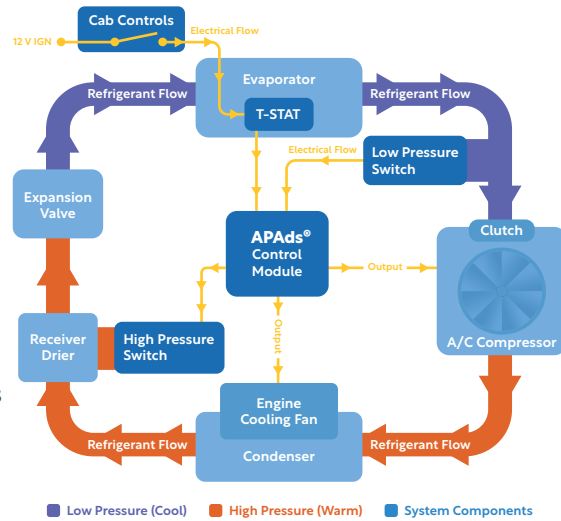 Cab Controls
12 V IGN
Electrical Flow
Evaporator
Refrigerant Flow
Refrigerant Flow
T-STAT
Electrical Flow
Low Pressure
Switch
Expansion
Valve
APAds®
Control
Module
Clutch
Output
Receiver
Drier
High Pressure
Switch
Output
A/C Compressor
Engine
Cooling Fan
Refrigerant Flow
Refrigerant Flow
Condenser
Low Pressure (Cool)
High Pressure (Warm)
System Components